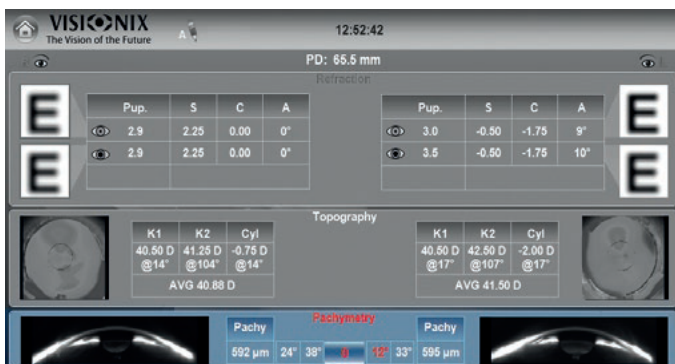 VISIONIX
The Vision of the Future
12:52:42
PD: 65.5 mm
Refraction
E
Pup. S C A
2.9 2.25 0.00 0°
2.9 2.25 0.00 0°
E
Pup. S C A
3.0 -0.50 -1.75 9°
3.5 -0.50 -1.75 10°
E
E
Topography
K1 K2 Cyl
40.50 D 41.25 D -0.75 D
@14° @104° @14°
AVG 40.88 D
K1 K2 Cyl
40.50 D 42.50 D -2.00 D
@17° @107° @17°
AVG 41.50 D
Pachymetry
Pachy
592 µm 24° 38°
12° 33°
Pachy
595 µm